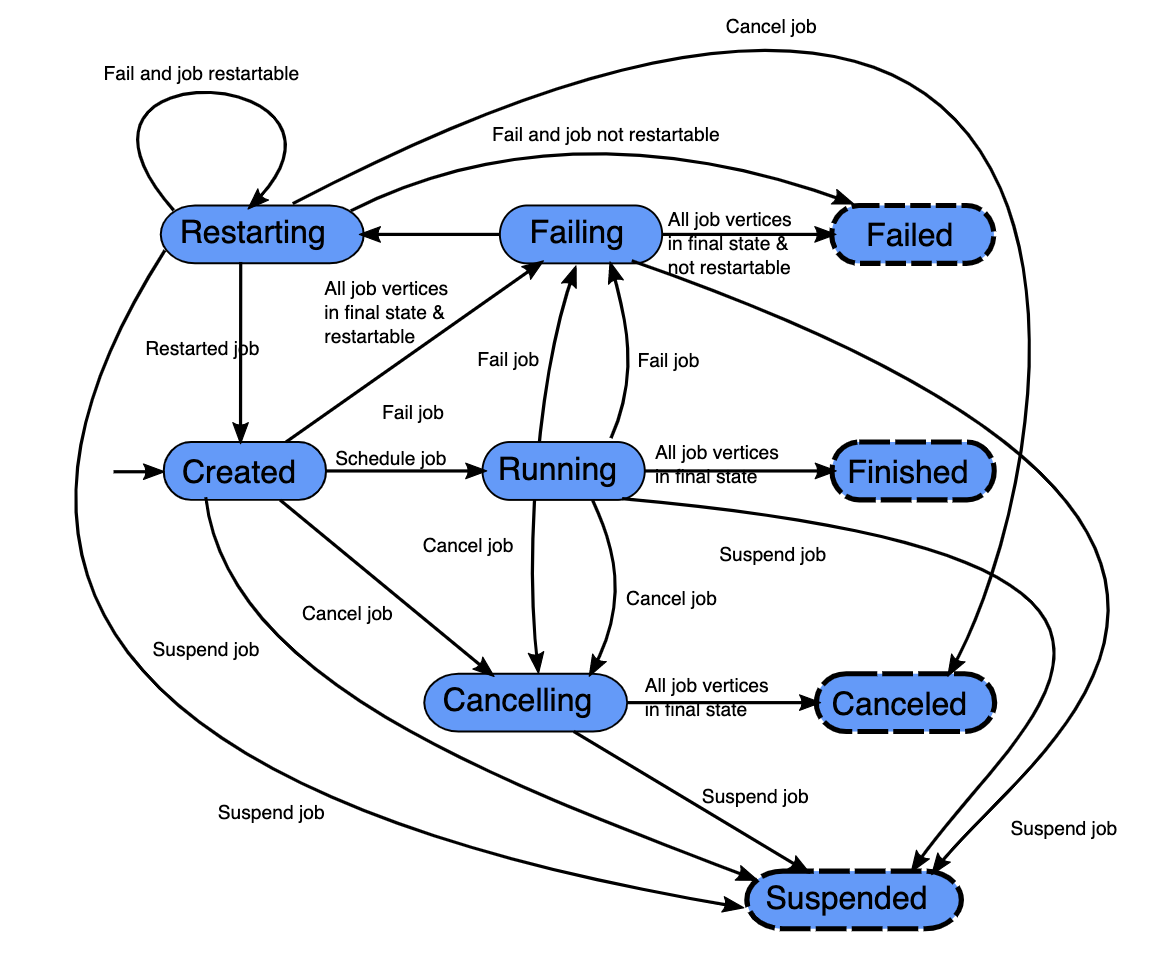 Cancel job
Fail and job restartable
Fail and job not restartable
Restarting
Failing
All job vertices
in final state &
not restartable
Failed
All job vertices
in final state &
restartable
Restarted job
Fail job
Fail job
Fail job
Created
Schedule job
Running
All job vertices
in final state
Finished
Cancel job
Suspend job
Cancel job
Cancel job
Suspend job
Cancelling
All job vertices
in final state
Canceled
Suspend job
Suspend job
Suspend job
Suspended